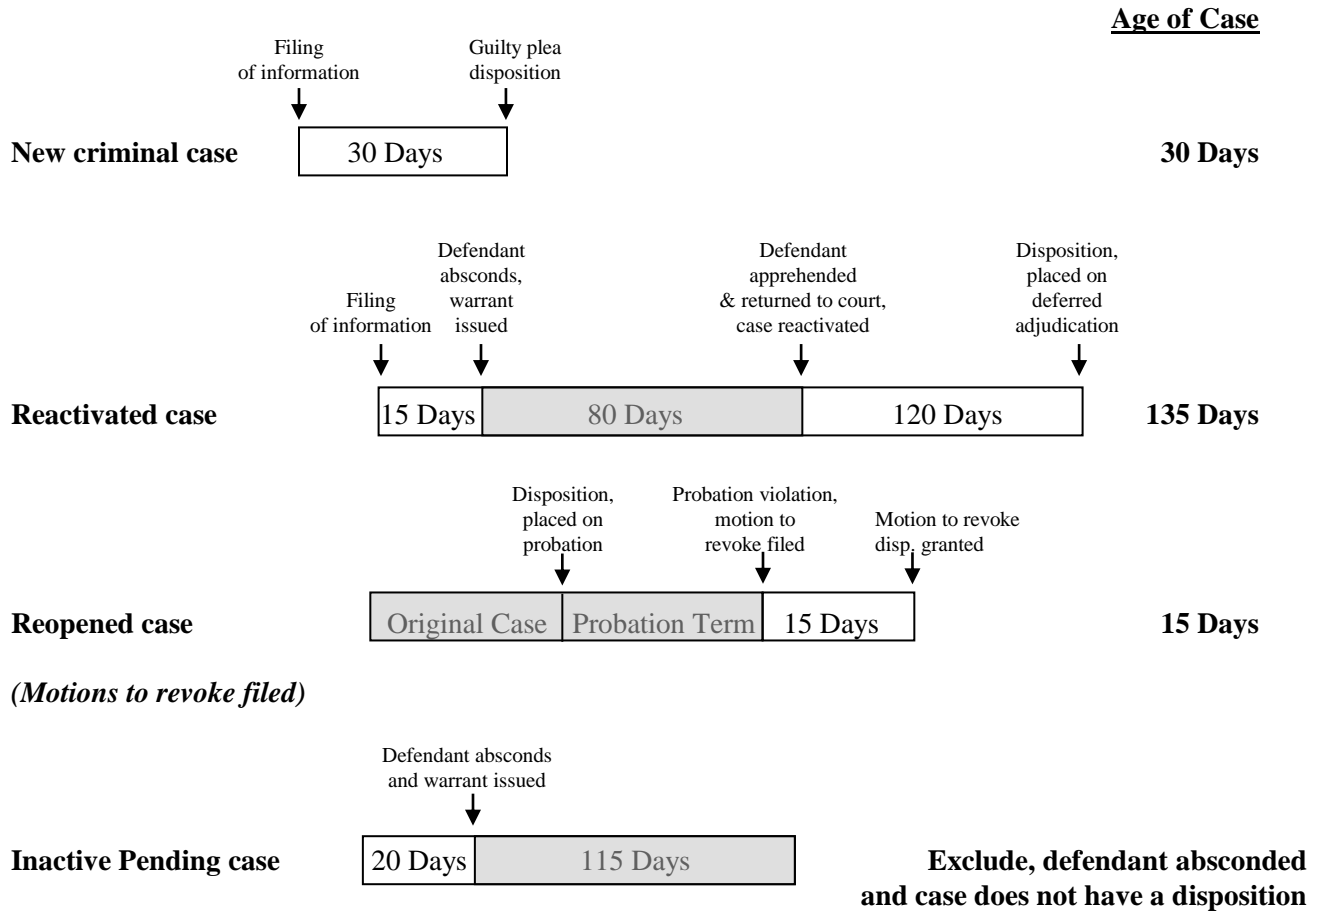 Age of Case
Filing
of information
Guilty plea
disposition
New criminal case
30 Days
30 Days
Filing
of information
Defendant
absconds,
warrant
issued
Defendant
apprehended
& returned to court,
case reactivated
Disposition,
placed on
deferred
adjudication
Reactivated case
15 Days
80 Days
120 Days
135 Days
Disposition,
placed on
probation
Probation violation,
motion to
revoke filed
Motion to revoke
disp. granted
Reopened case
Original Case
Probation Term
15 Days
15 Days
(Motions to revoke filed)
Defendant absconds
and warrant issued
Inactive Pending case
20 Days
115 Days
Exclude, defendant absconded
and case does not have a disposition